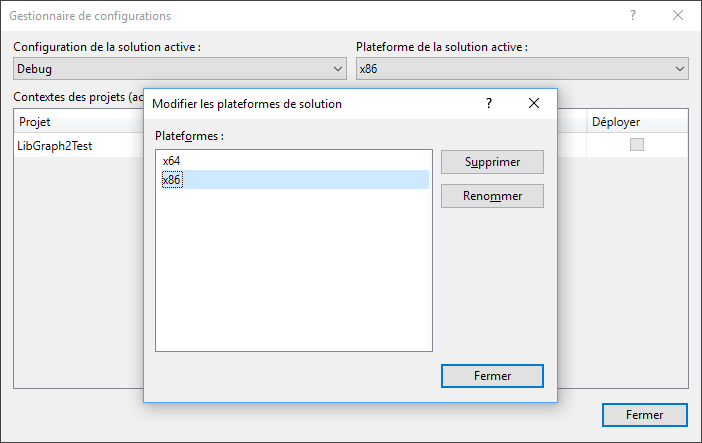 Gestionnaire de configurations
Configuration de la solution active :
Plateforme de la solution active :
Debug
x86
Contextes des projets (ac
Projet
Déployer
LibGraph2Test
Modifier les plateformes de solution
Plateformes :
x64
x86
Supprimer
Renommer
Fermer
Fermer